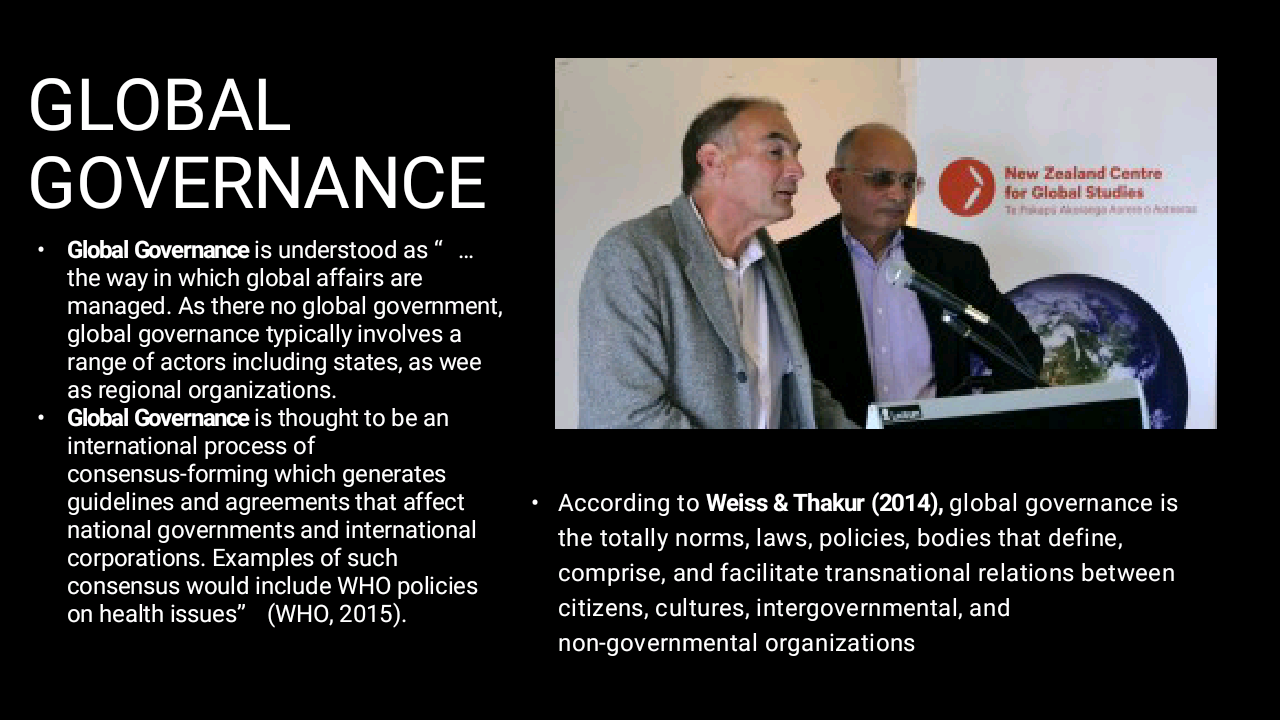 GLOBAL
GOVERNANCE
• Global Governance is understood as “ …
the way in which global affairs are
managed. As there no global government,
global governance typically involves a
range of actors including states, as wee
as regional organizations.
• Global Governance is thought to be an
international process of
consensus-forming which generates
guidelines and agreements that affect
national governments and international
corporations. Examples of such
consensus would include WHO policies
on health issues” (WHO, 2015).
New Zealand Centre
for Global Studies
• According to Weiss & Thakur (2014), global governance is
the totally norms, laws, policies, bodies that define,
comprise, and facilitate transnational relations between
citizens, cultures, intergovernmental, and
non-governmental organizations